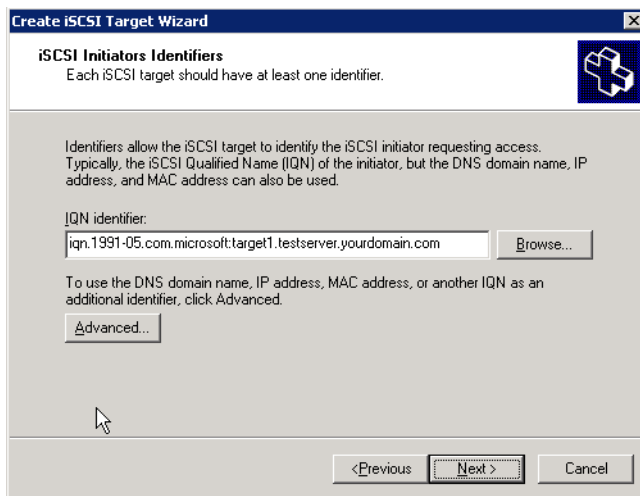 Create iSCSI Target Wizard
iSCSI Initiators Identifiers
Each iSCSI target should have at least one identifier.
Identifiers allow the iSCSI target to identify the iSCSI initiator requesting access.
Typically, the iSCSI Qualified Name (IQN) of the initiator, but the DNS domain name, IP
address, and MAC address can also be used.
IQN identifier:
iqn.1991-05.com.microsoft:target1.testserver.yourdomain.com
Browse...
To use the DNS domain name, IP address, MAC address, or another IQN as an
additional identifier, click Advanced.
Advanced...
<Previous
Next >
Cancel